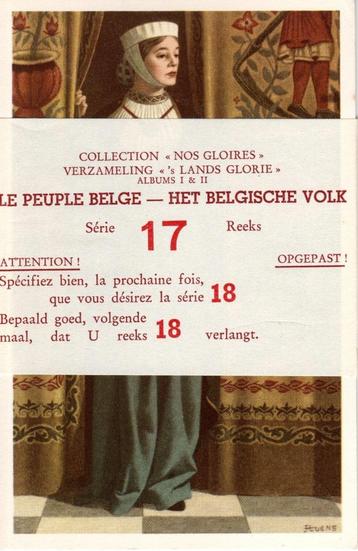 COLLECTION « NOS GLOIRES »
VERZAMELING « 's LANDS GLORIE »
ALBUMS I & II
LE PEUPLE BELGE — HET BELGISCHE VOLK
Série 17 Reeks
ATTENTION ! OPGEPAST !
Spécifiez bien, la prochaine fois,
que vous désirez la série 18
Bepaald goed, volgende
maal, dat U reeks 18 verlangt.